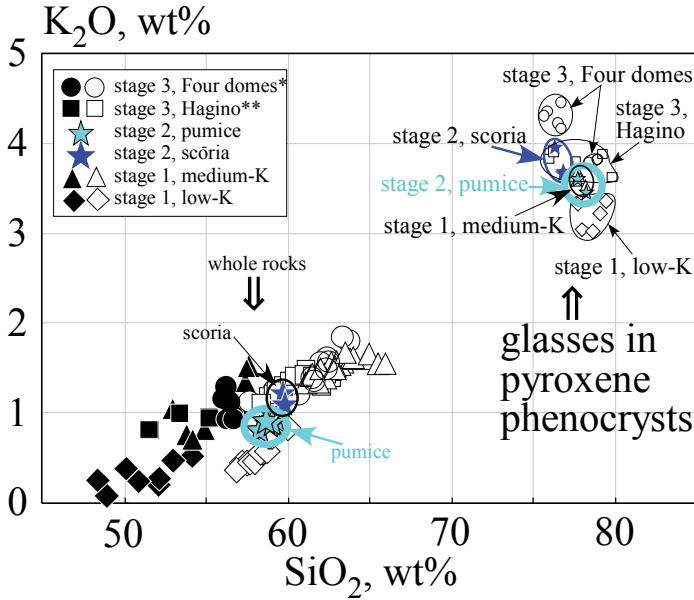 K2O, wt%
5
4
3
2
1
0
stage 3, Four domes*
stage 3, Hagino**
stage 2, pumice
stage 2, scōria
stage 1, medium-K
stage 1, low-K
stage 3, Four domes
stage 3,
Hagino
stage 2, scoria
stage 2, pumice
stage 1, medium-K
stage 1, low-K
whole rocks
scoria
pumice
glasses in
pyroxene
phenocrysts
50
60
70
80
SiO2, wt%